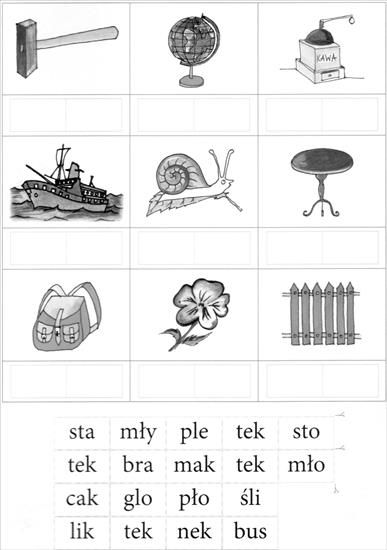 KAWA
sta mły ple tek sto
tek bra mak tek mło
cak glo pło śli
lik tek nek bus